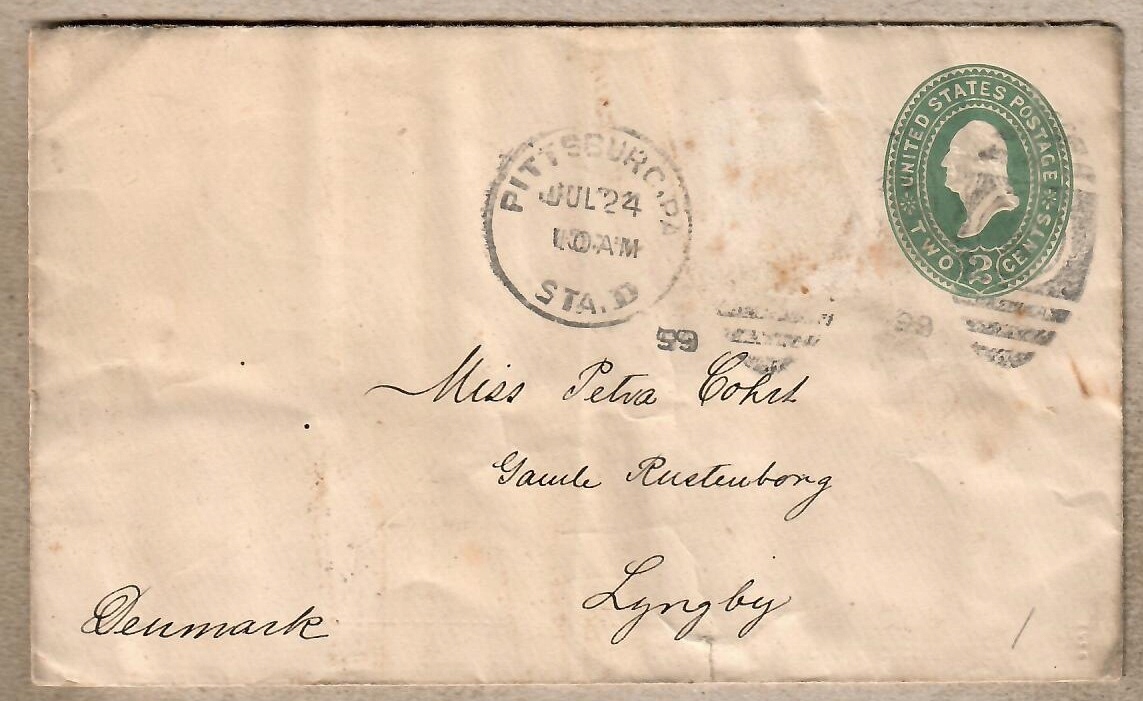 UNITED STATES POSTAGE
TWO 2 CENTS
PITTSBURG, PA
JUL 24
AM
STA. D
99
99
Miss Petra Cohrt
Gamle Rustenborg
Lyngby
Denmark